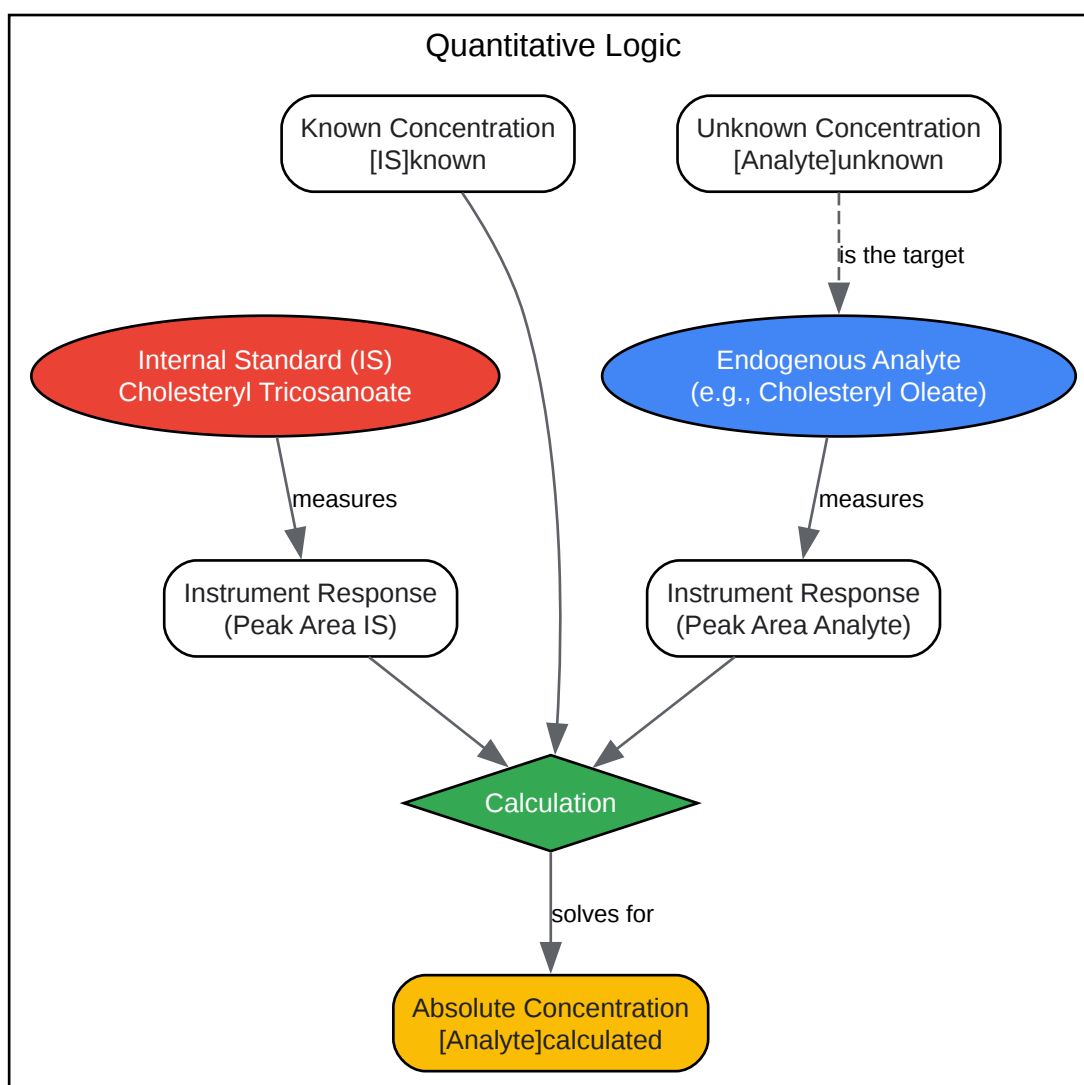 Quantitative Logic
Known Concentration
[IS]known
Unknown Concentration
[Analyte]unknown
is the target
Internal Standard (IS)
Cholesteryl Tricosanoate
Endogenous Analyte
(e.g., Cholesteryl Oleate)
measures
measures
Instrument Response
(Peak Area IS)
Instrument Response
(Peak Area Analyte)
Calculation
solves for
Absolute Concentration
[Analyte]calculated